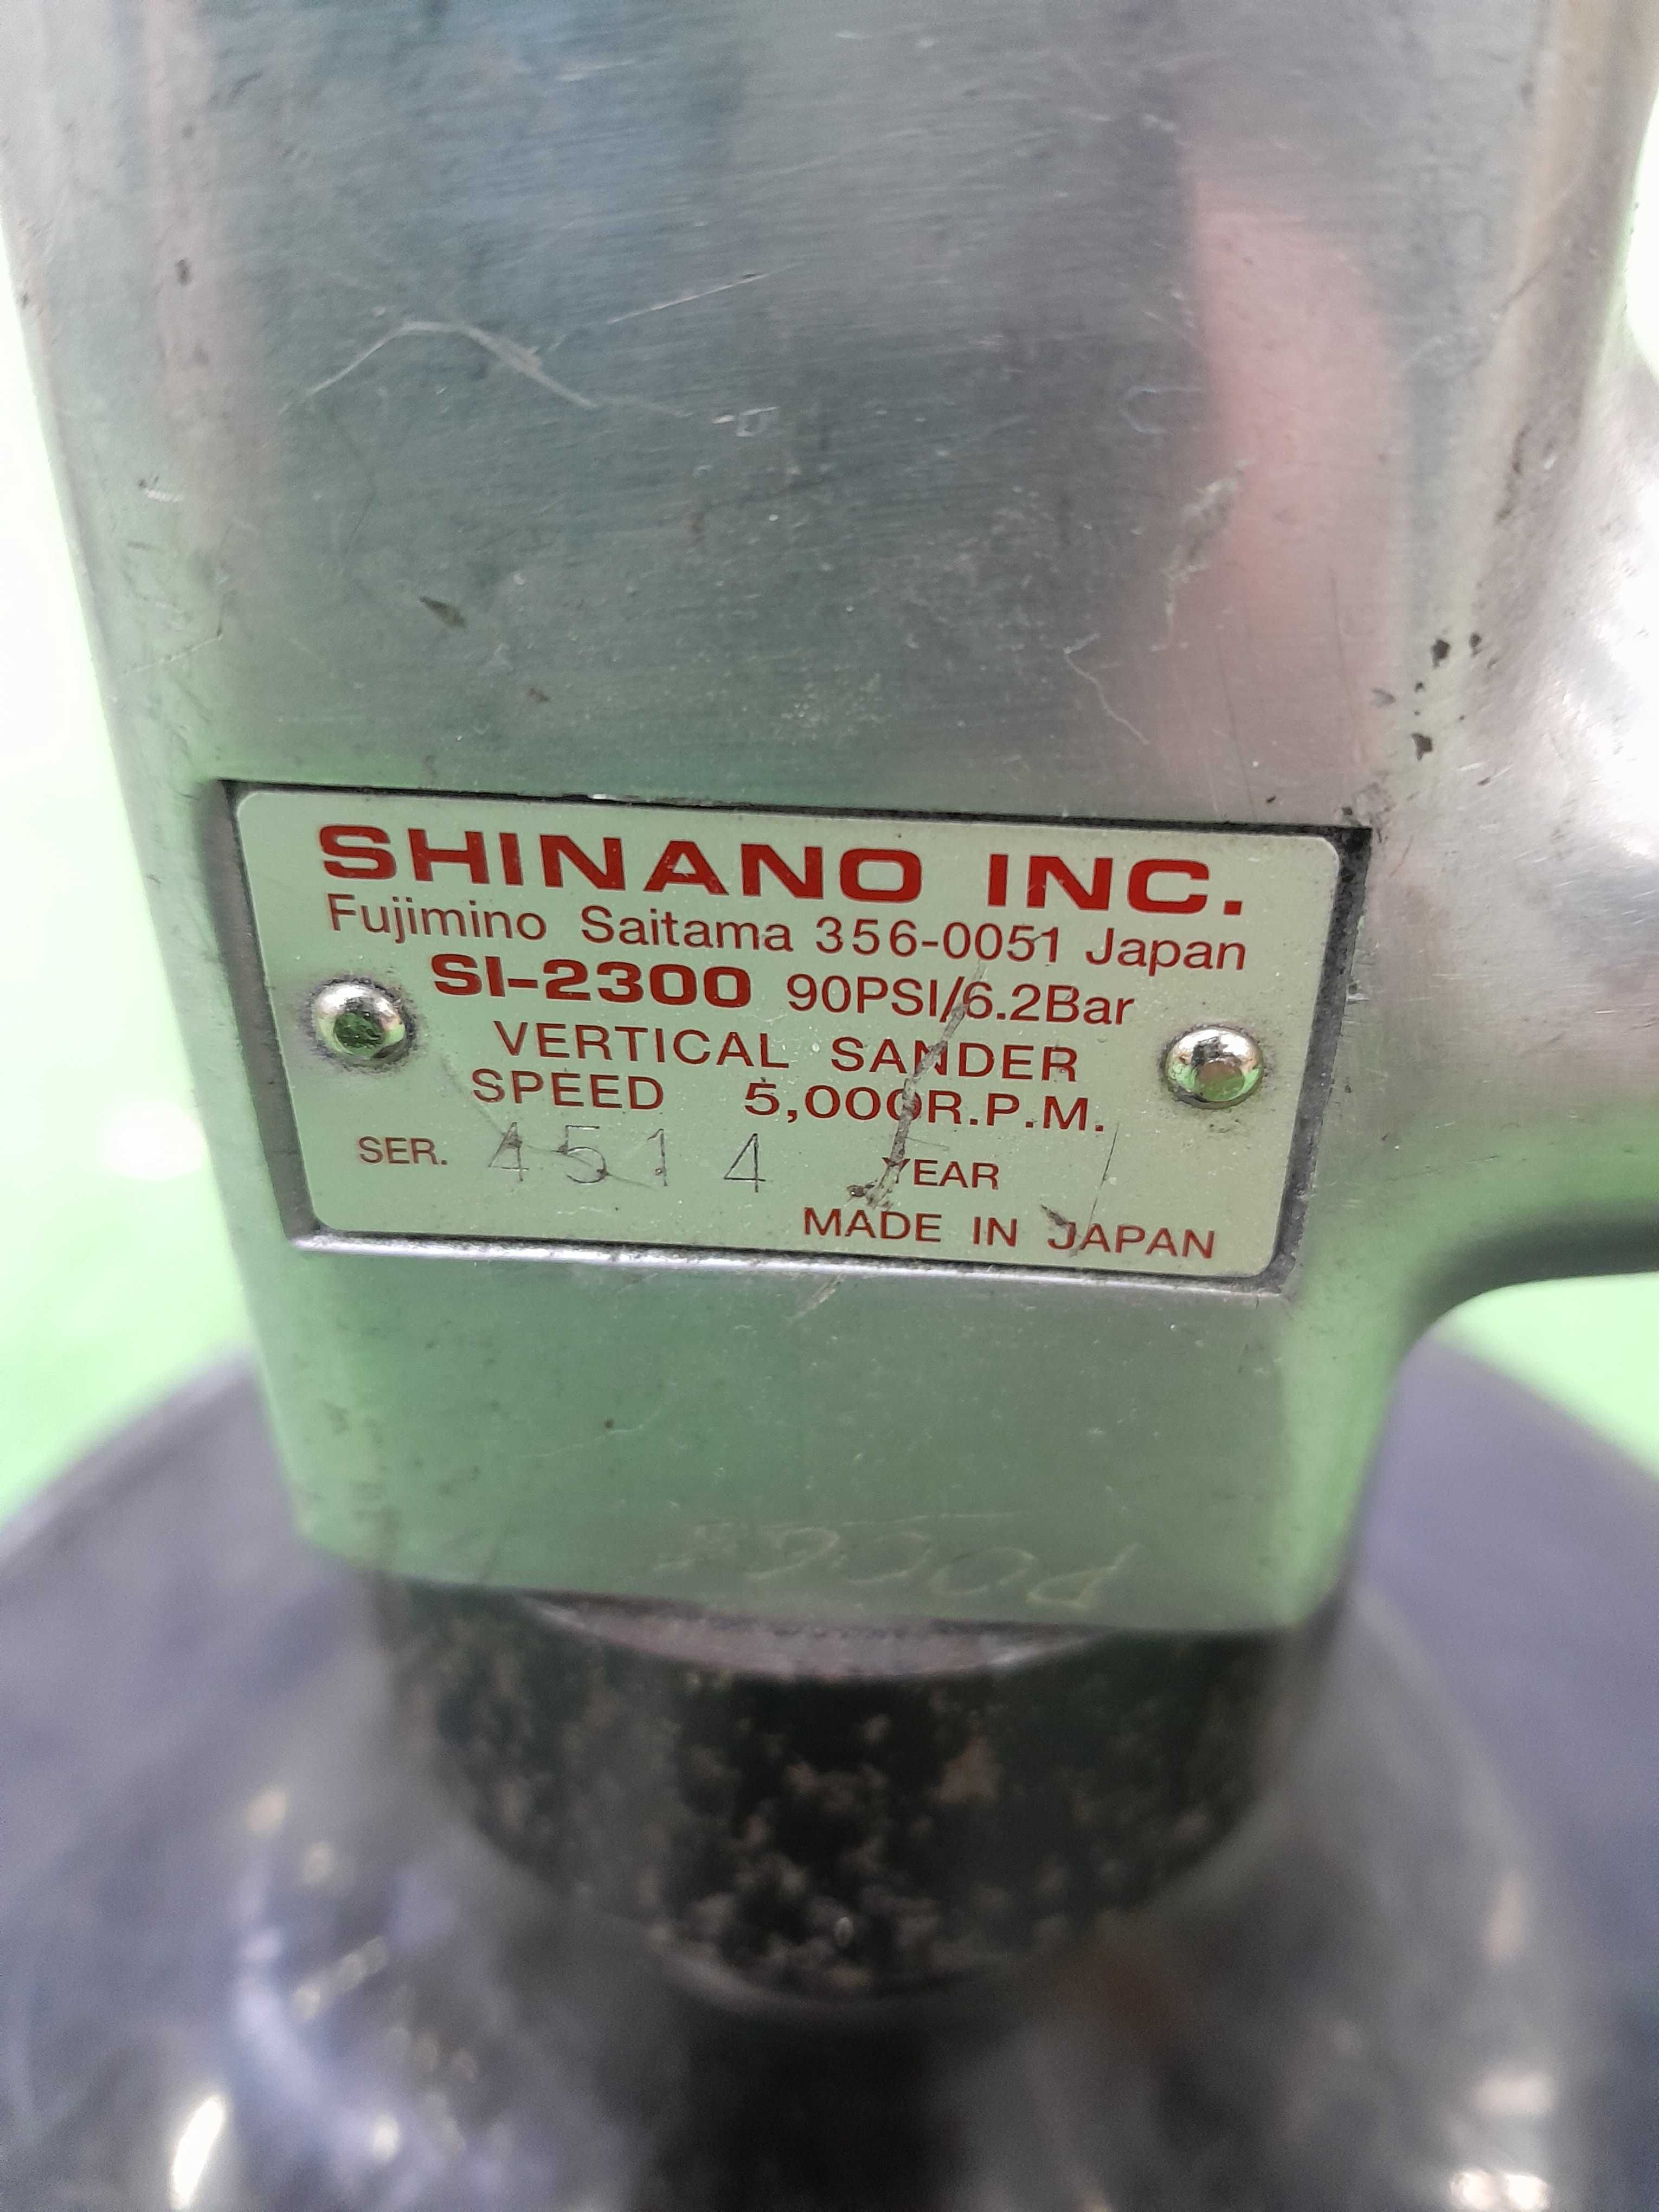 SHINANO INC.
Fujimino Saitama 356-0051 Japan
SI-2300 90PSI/6.2Bar
VERTICAL SANDER
SPEED 5,000R.P.M.
SER. 4514 YEAR
MADE IN JAPAN